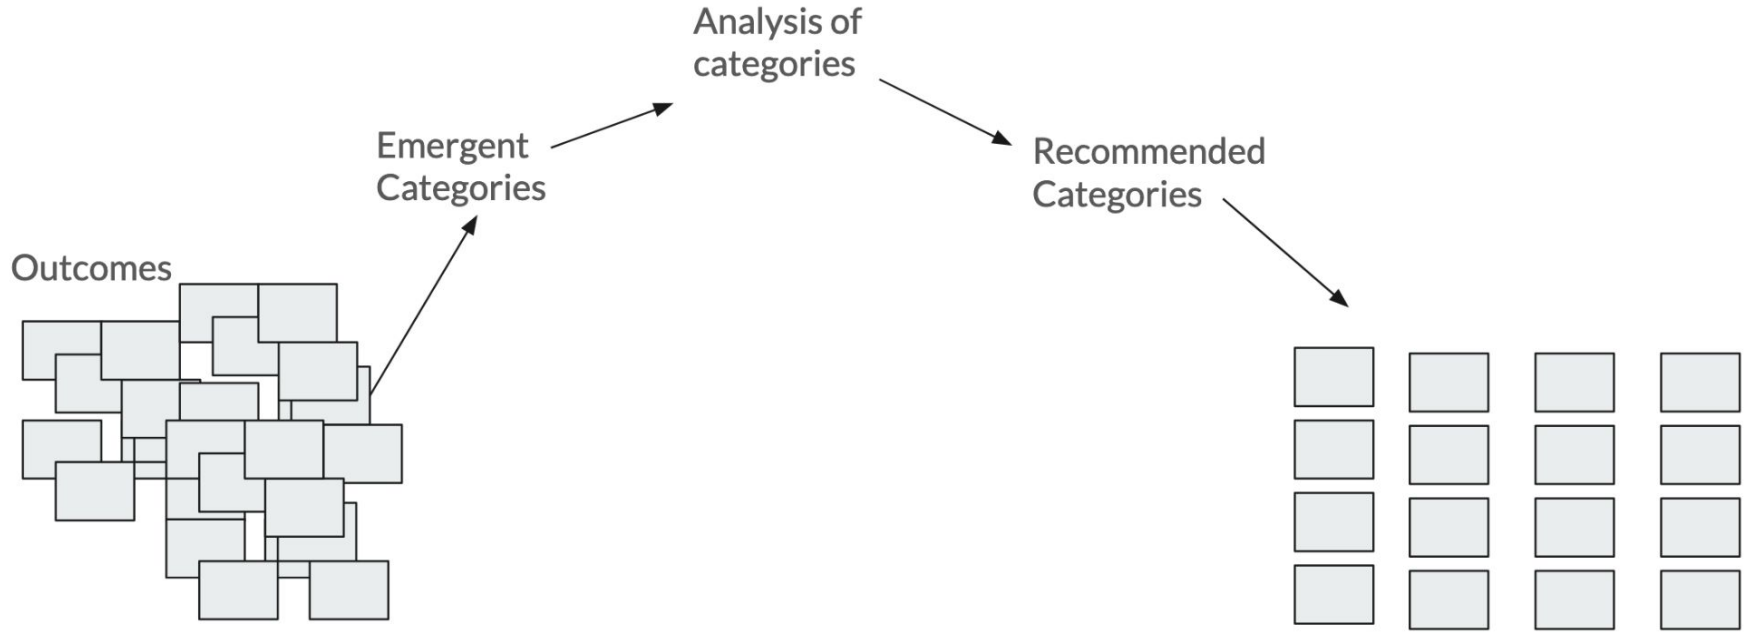 Analysis of
categories
Emergent
Categories
Recommended
Categories
Outcomes